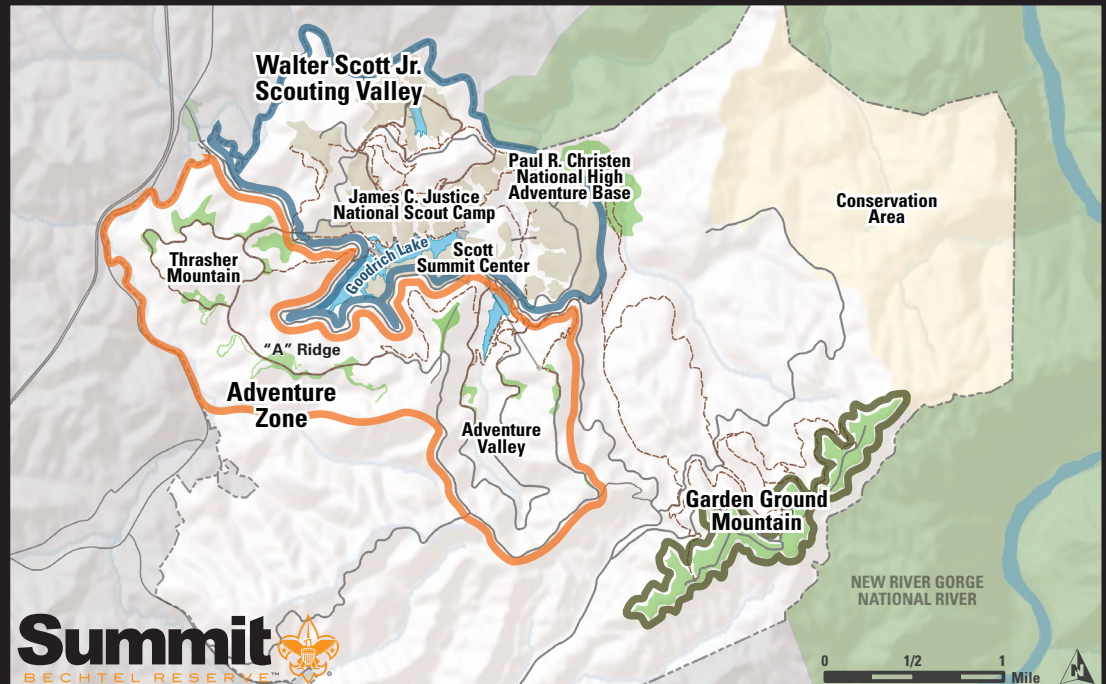 Walter Scott Jr.
Scouting Valley
Paul R. Christen
National High
Adventure Base
James C. Justice
National Scout Camp
Conservation
Area
Goodrich Lake
Scott
Summit Center
Thrasher
Mountain
"A" Ridge
Adventure
Zone
Adventure
Valley
Garden Ground
Mountain
NEW RIVER GORGE
NATIONAL RIVER
Summit
BECHTEL RESERVE™
®
0 1/2 1
Mile
N